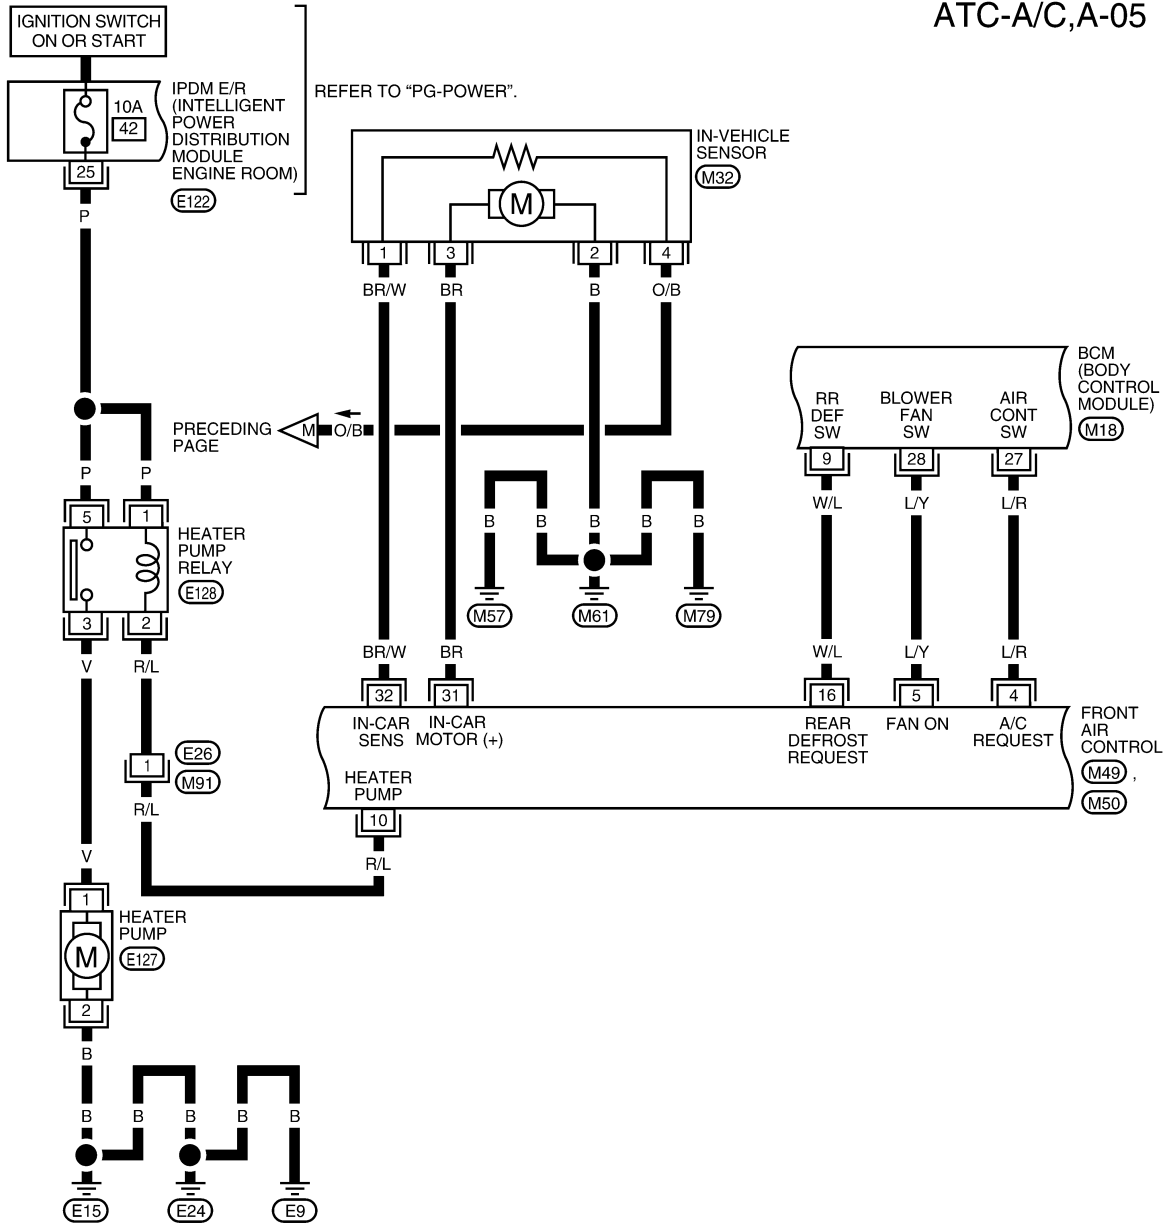 ATC-A/C,A-05
IGNITION SWITCH
ON OR START
10A
42
IPDM E/R
(INTELLIGENT
POWER
DISTRIBUTION
MODULE
ENGINE ROOM)
E122
REFER TO “PG-POWER”.
25
P
IN-VEHICLE
SENSOR
M32
M
1
3
2
4
BR/W
BR
B
O/B
PRECEDING
PAGE
M
O/B
BCM
(BODY
CONTROL
MODULE)
M18
RR
DEF
SW
BLOWER
FAN
SW
AIR
CONT
SW
9
28
27
W/L
L/Y
L/R
P
P
5
1
HEATER
PUMP
RELAY
E128
3
2
V
R/L
B
B
B
B
B
M57
M61
M79
BR/W
BR
W/L
L/Y
L/R
32
31
16
5
4
IN-CAR
SENS
IN-CAR
MOTOR (+)
REAR
DEFROST
REQUEST
FAN ON
A/C
REQUEST
FRONT
AIR
CONTROL
M49 ,
M50
HEATER
PUMP
10
R/L
1
E26
M91
R/L
V
1
HEATER
PUMP
E127
M
2
B
B
B
B
B
B
E15
E24
E9